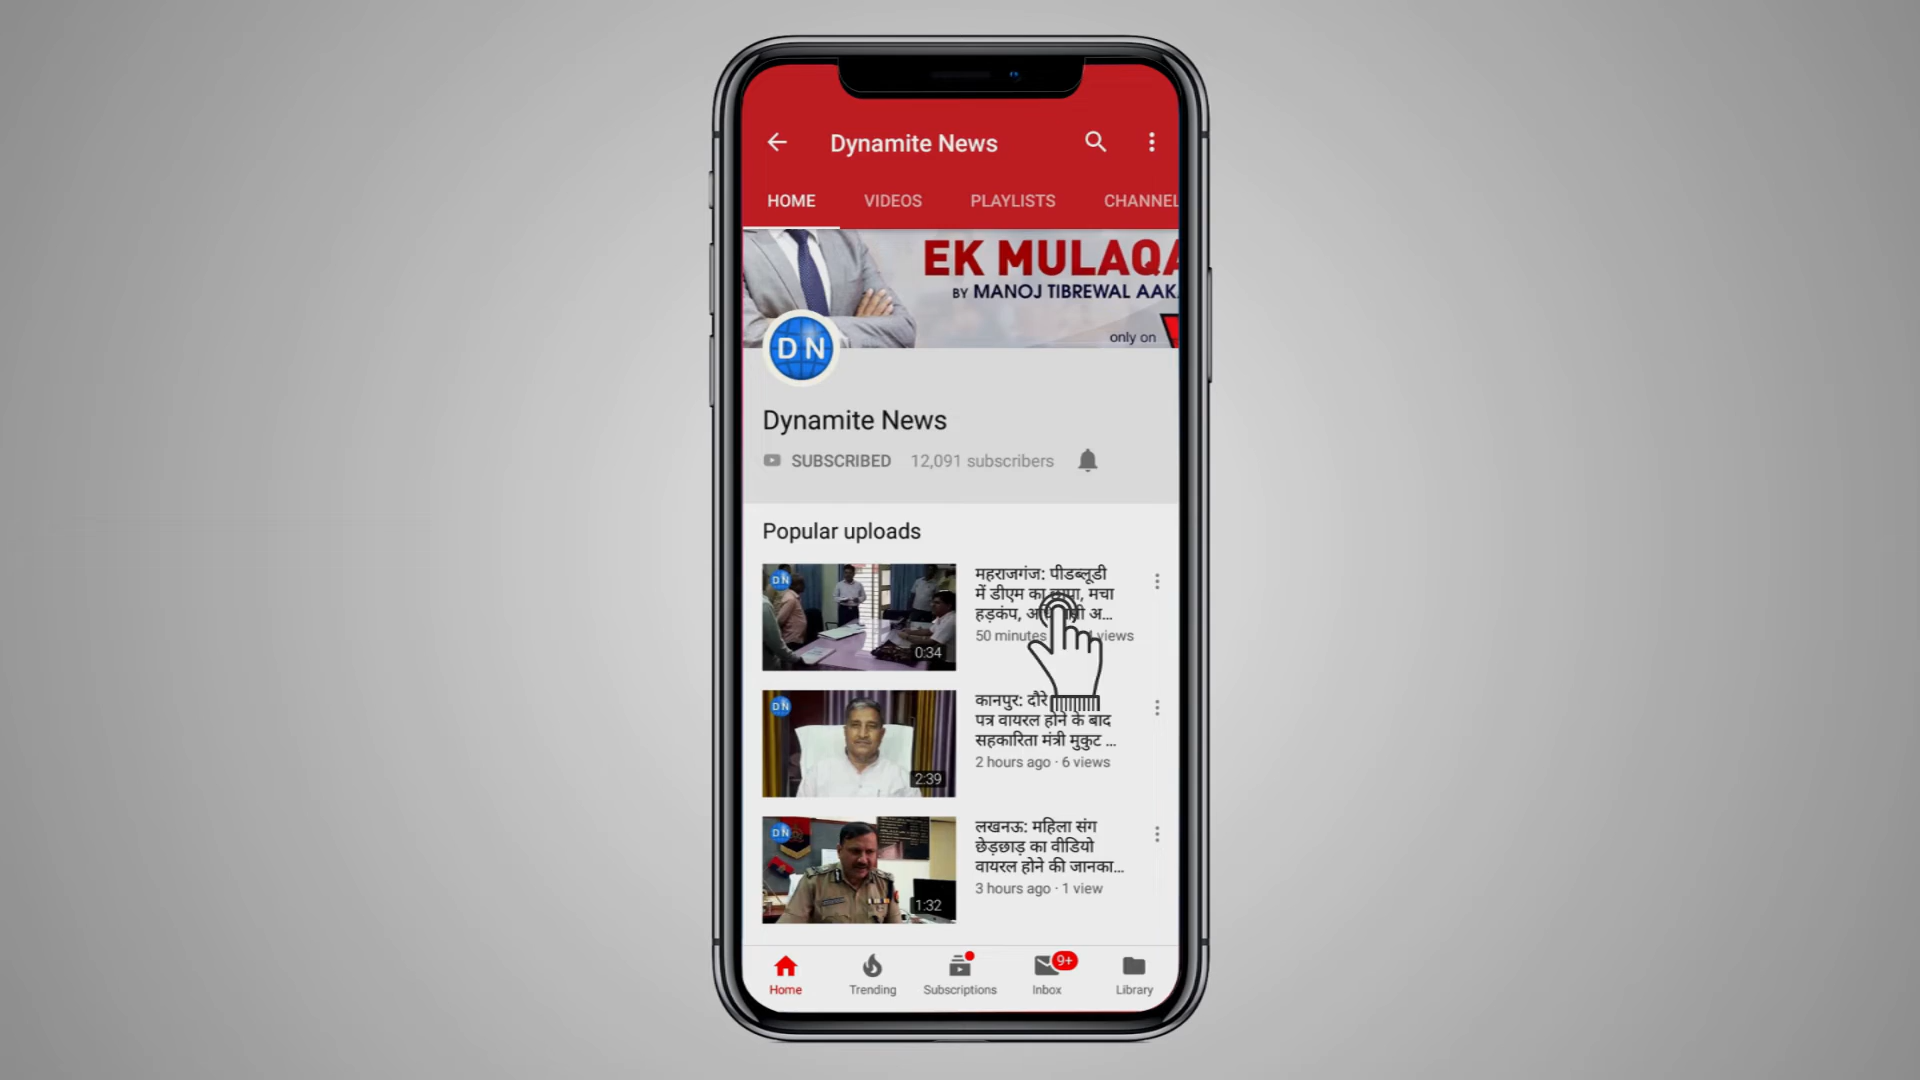 Dynamite News
HOME VIDEOS PLAYLISTS CHANNEL
EK MULAQA
BY MANOJ TIBREWAL AAK
only on
DN
Dynamite News
SUBSCRIBED 12,091 subscribers
Popular uploads
DN
0:34
महराजगंज: पीडब्लूडी
में डीएम का मचा
हड़कंप, अ...
50 minutes views
DN
2:39
कानपुर: दौरे
पत्र वायरल होने के बाद
सहकारिता मंत्री मुकुट ...
2 hours ago · 6 views
DN
1:32
लखनऊ: महिला संग
छेड़छाड़ का वीडियो
वायरल होने की जानका...
3 hours ago · 1 view
9+
Home Trending Subscriptions Inbox Library